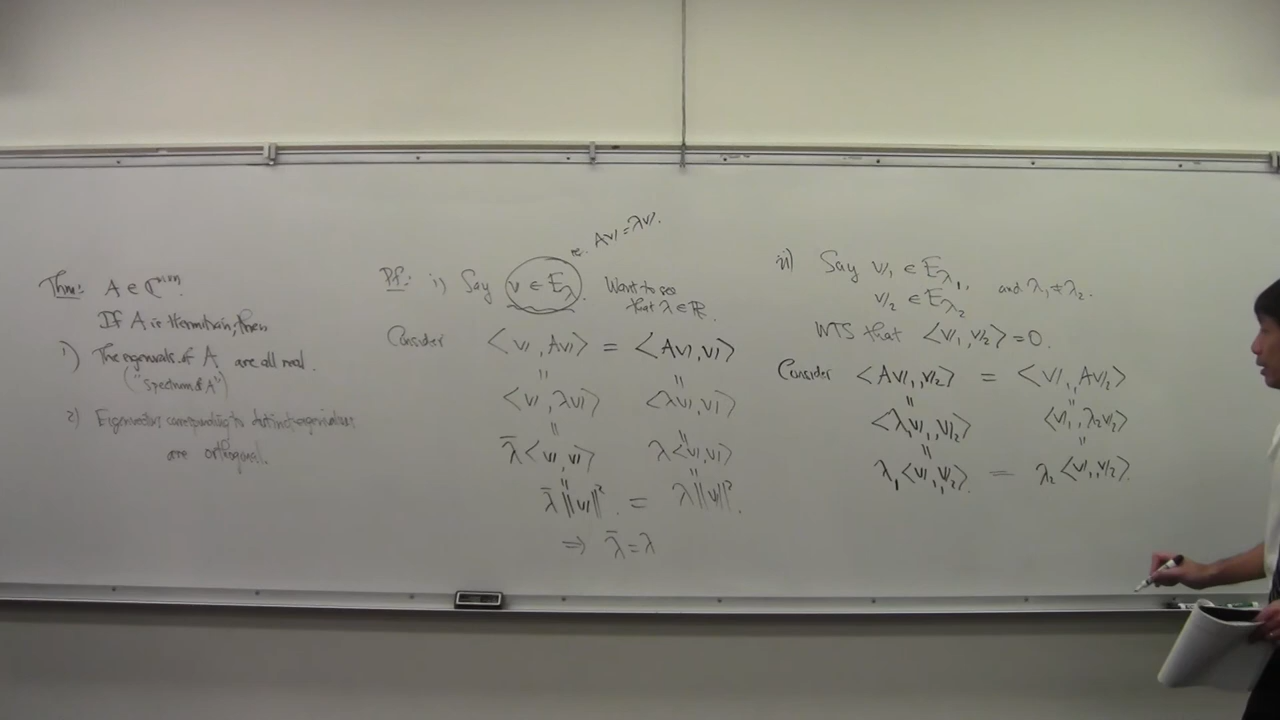 Thm: A ∈ ℂⁿˣⁿ.
If A is Hermitian, then
1) The eigenvals. of A are all real.
("Spectrum of A")
2) Eigenvectors corresponding to distinct eigenvalues
are orthogonal.
Pf: i) Say v ∈ E_λ. Want to see
that λ ∈ ℝ.
ie. Av = λv.
Consider ⟨v, Av⟩ = ⟨Av, v⟩
= =
⟨v, λv⟩ ⟨λv, v⟩
= =
λ̄⟨v, v⟩ λ⟨v, v⟩
= =
λ̄||v||² = λ||v||².
⇒ λ̄ = λ
ii) Say v₁ ∈ E_λ₁, and λ₁ ≠ λ₂.
v₂ ∈ E_λ₂
WTS that ⟨v₁, v₂⟩ = 0.
Consider ⟨Av₁, v₂⟩ = ⟨v₁, Av₂⟩
= =
⟨λ₁v₁, v₂⟩ ⟨v₁, λ₂v₂⟩
= =
λ₁⟨v₁, v₂⟩ = λ₂⟨v₁, v₂⟩.